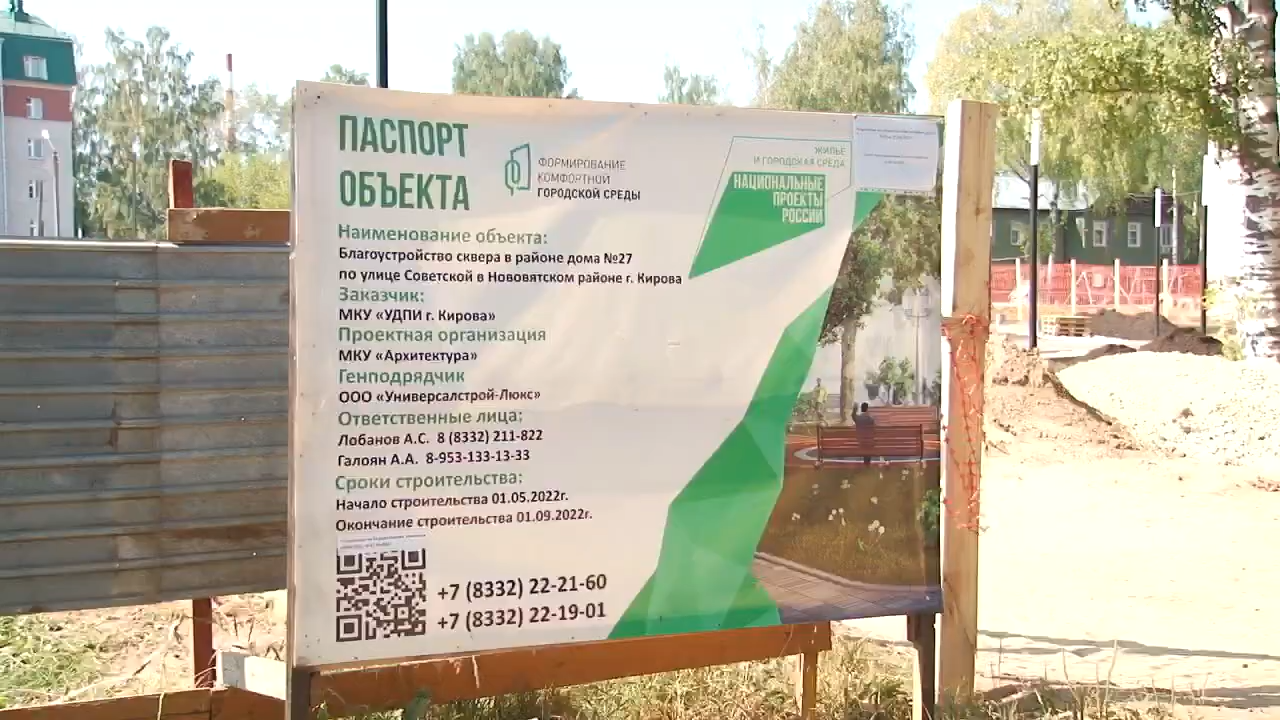 ПАСПОРТ
ОБЪЕКТА
ФОРМИРОВАНИЕ
КОМФОРТНОЙ
ГОРОДСКОЙ СРЕДЫ
ЖИЛЬЕ
И ГОРОДСКАЯ СРЕДА
НАЦИОНАЛЬНЫЕ
ПРОЕКТЫ
РОССИИ
Наименование объекта:
Благоустройство сквера в районе дома №27
по улице Советской в Нововятском районе г. Кирова
Заказчик:
МКУ «УДПИ г. Кирова»
Проектная организация
МКУ «Архитектура»
Генподрядчик
ООО «Универсалстрой-Люкс»
Ответственные лица:
Лобанов А.С. 8 (8332) 211-822
Галоян А.А. 8-953-133-13-33
Сроки строительства:
Начало строительства 01.05.2022г.
Окончание строительства 01.09.2022г.
+7 (8332) 22-21-60
+7 (8332) 22-19-01